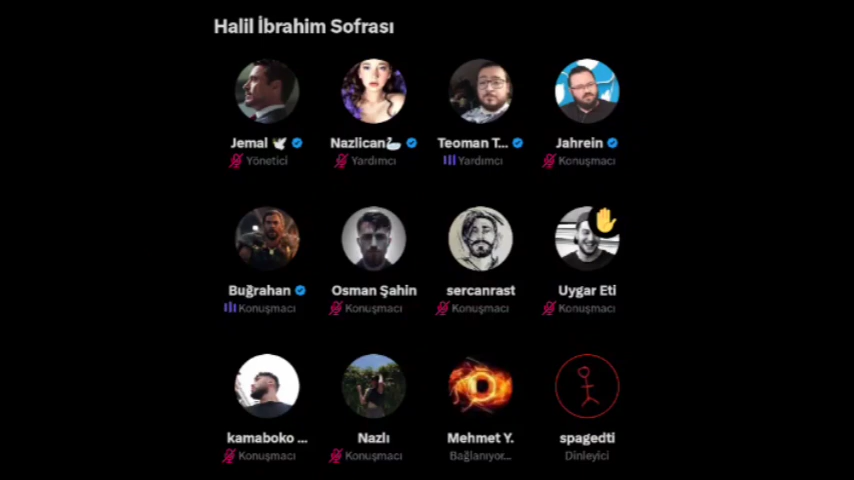 Halil İbrahim Sofrası
Jemal 🕊 Nazlican🦢 Teoman T... Jahrein
Yönetici Yardımcı Yardımcı Konuşmacı
Buğrahan Osman Şahin sercanrast Uygar Eti
Konuşmacı Konuşmacı Konuşmacı Konuşmacı
kamaboko ... Nazlı Mehmet Y. spagedti
Konuşmacı Konuşmacı Bağlanıyor... Dinleyici